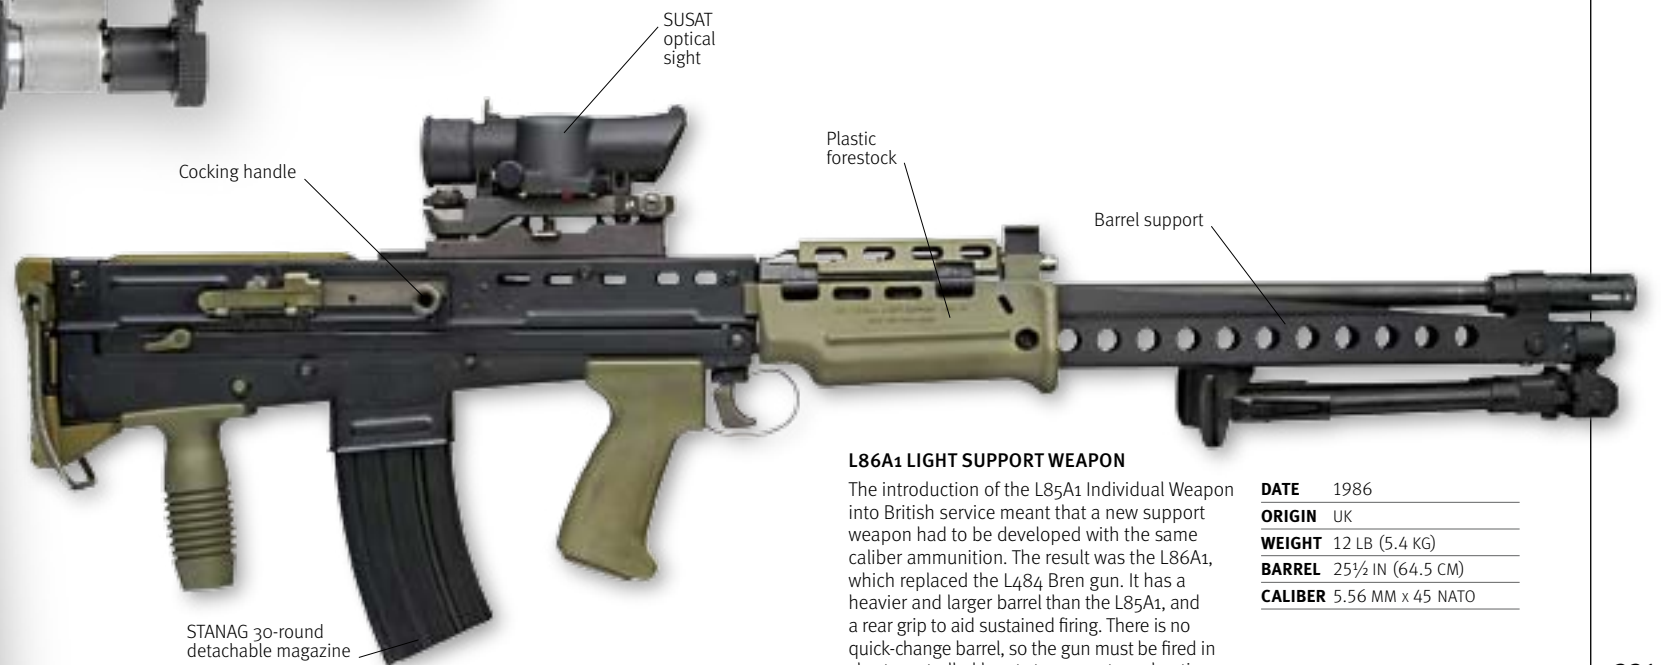 SUSAT
optical
sight
Plastic
forestock
Cocking handle
Barrel support
L86A1 LIGHT SUPPORT WEAPON
The introduction of the L85A1 Individual Weapon
into British service meant that a new support
weapon had to be developed with the same
caliber ammunition. The result was the L86A1,
which replaced the L484 Bren gun. It has a
heavier and larger barrel than the L85A1, and
a rear grip to aid sustained firing. There is no
quick-change barrel, so the gun must be fired in
DATE 1986
ORIGIN UK
WEIGHT 12 LB (5.4 KG)
BARREL 25½ IN (64.5 CM)
CALIBER 5.56 MM x 45 NATO
STANAG 30-round
detachable magazine